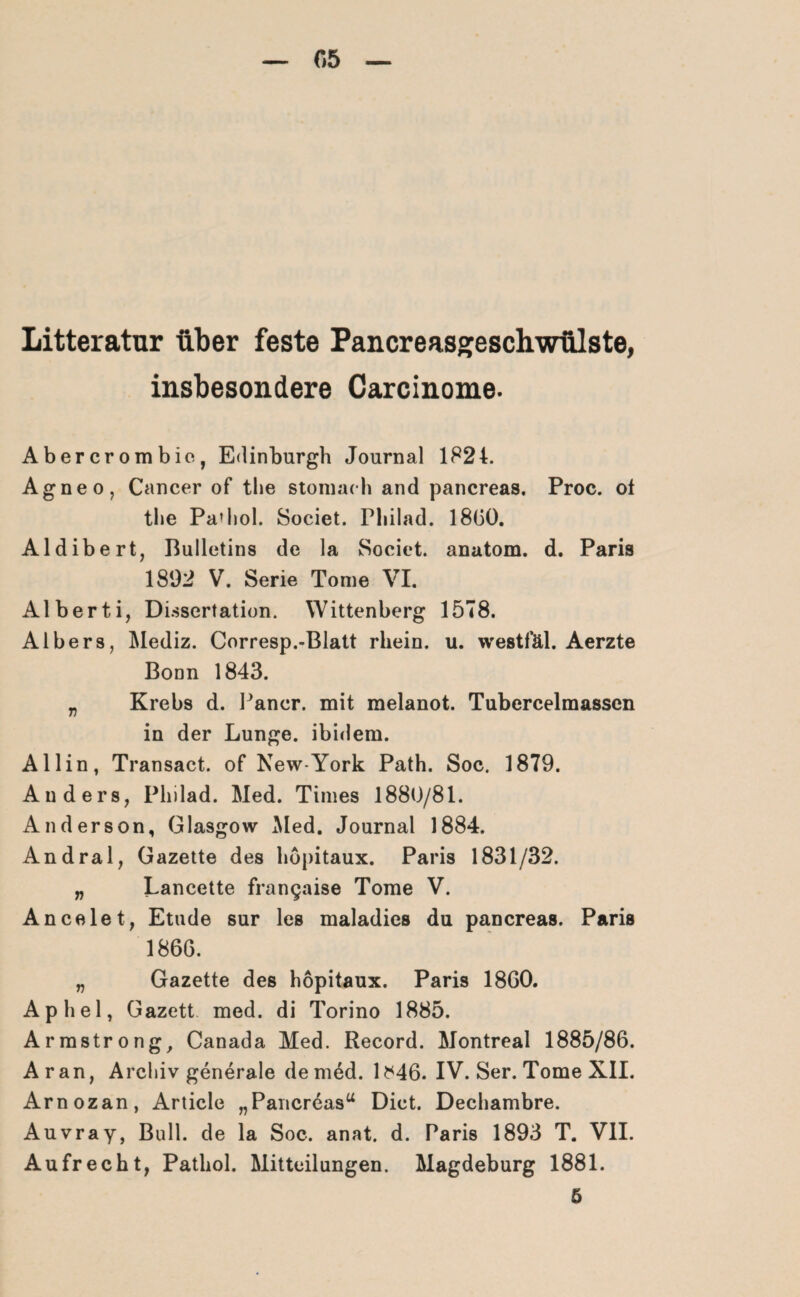 — 65 —
Litteratur über feste Pancreasgeschwülste,
insbesondere Carcinome.
Abercrombie, Edinburgh Journal 1824.
Agneo, Cancer of the stomach and pancreas. Proc. of
the Pathol. Societ. Philad. 1860.
Aldibert, Bulletins de la Societ. anatom. d. Paris
1892 V. Serie Tome VI.
Alberti, Dissertation. Wittenberg 1578.
Albers, Mediz. Corresp.-Blatt rhein. u. westfäl. Aerzte
Bonn 1843.
„ Krebs d. Pancr. mit melanot. Tubercelmassen
in der Lunge. ibidem.
Allin, Transact. of New-York Path. Soc. 1879.
Anders, Philad. Med. Times 1880/81.
Anderson, Glasgow Med. Journal 1884.
Andral, Gazette des hôpitaux. Paris 1831/32.
„ Lancette française Tome V.
Ancelet, Etude sur les maladies du pancreas. Paris
1866.
„ Gazette des hôpitaux. Paris 1860.
Aphel, Gazett. med. di Torino 1885.
Armstrong, Canada Med. Record. Montreal 1885/86.
Aran, Archiv générale de méd. 1846. IV. Ser. Tome XII.
Arnozan, Article „Pancréas“ Dict. Dechambre.
Auvray, Bull. de la Soc. anat. d. Paris 1893 T. VII.
Aufrecht, Pathol. Mitteilungen. Magdeburg 1881.
5